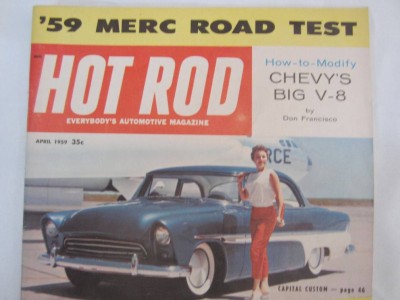 '59 MERC ROAD TEST
HOT ROD
EVERYBODY'S AUTOMOTIVE MAGAZINE
How-to-Modify
CHEVY'S
BIG V-8
by
Don Francisco
APRIL 1959 35c
RCE
CAPITAL CUSTOM — page 46